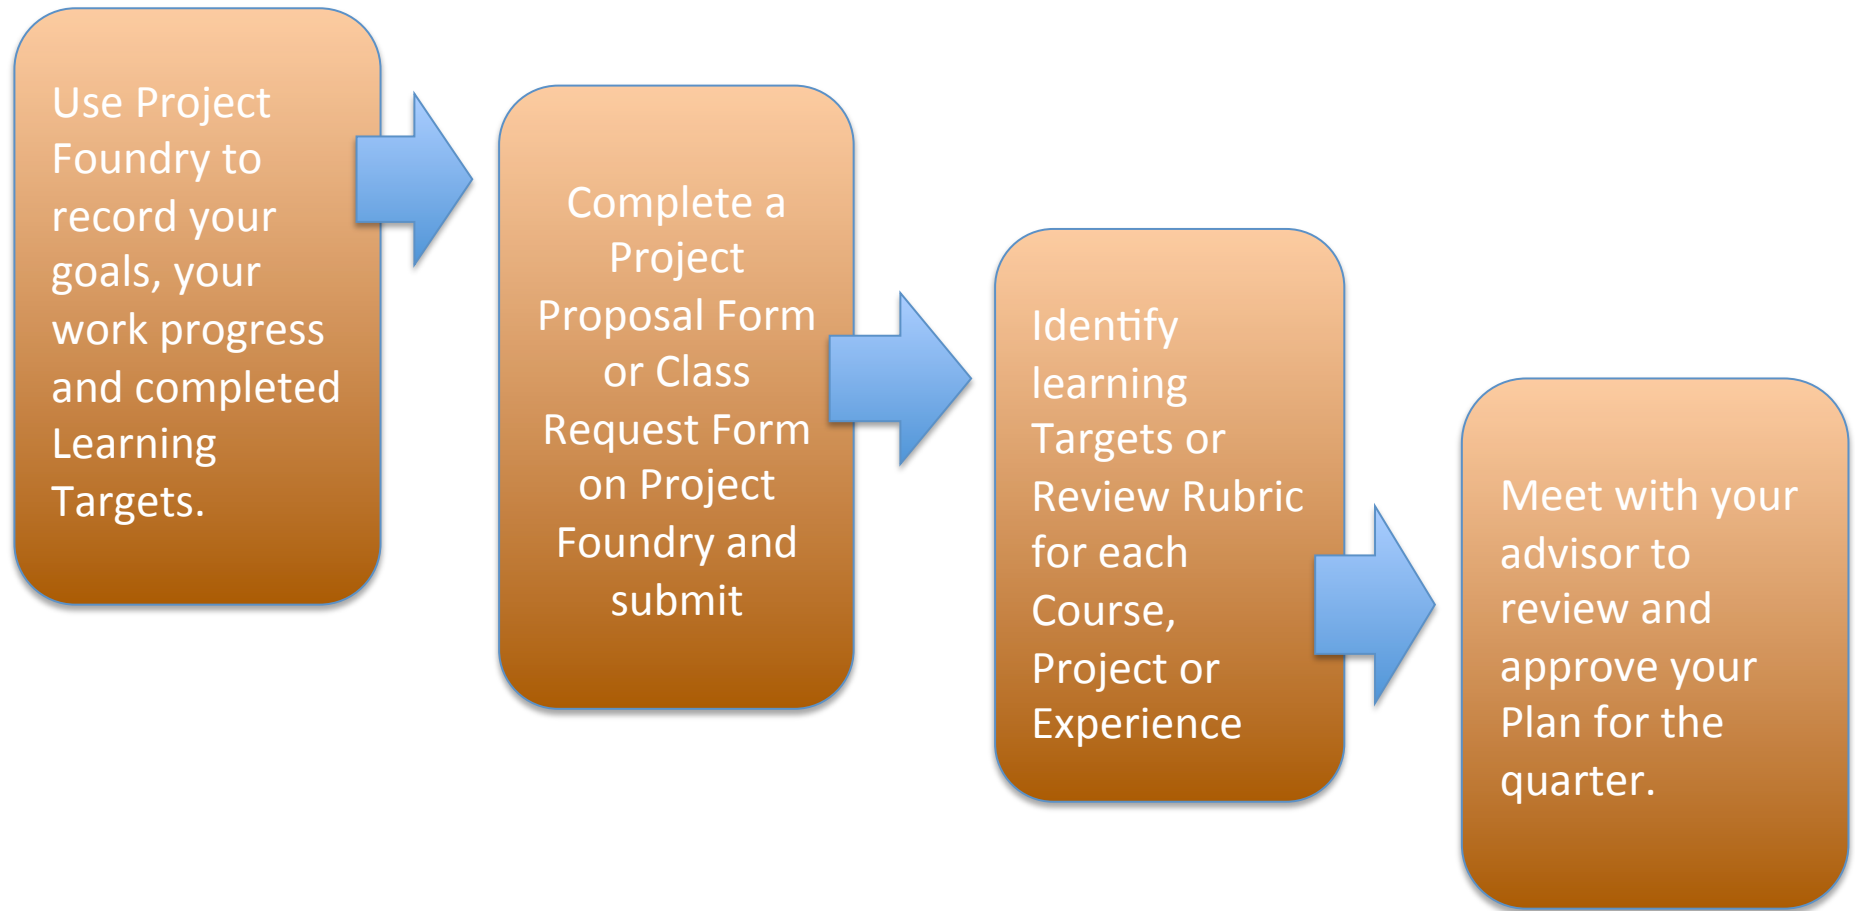 Use Project
Foundry to
record your
goals, your
work progress
and completed
Learning
Targets.
Complete a
Project
Proposal Form
or Class
Request Form
on Project
Foundry and
submit
Identify
learning
Targets or
Review Rubric
for each
Course,
Project or
Experience
Meet with your
advisor to
review and
approve your
Plan for the
quarter.